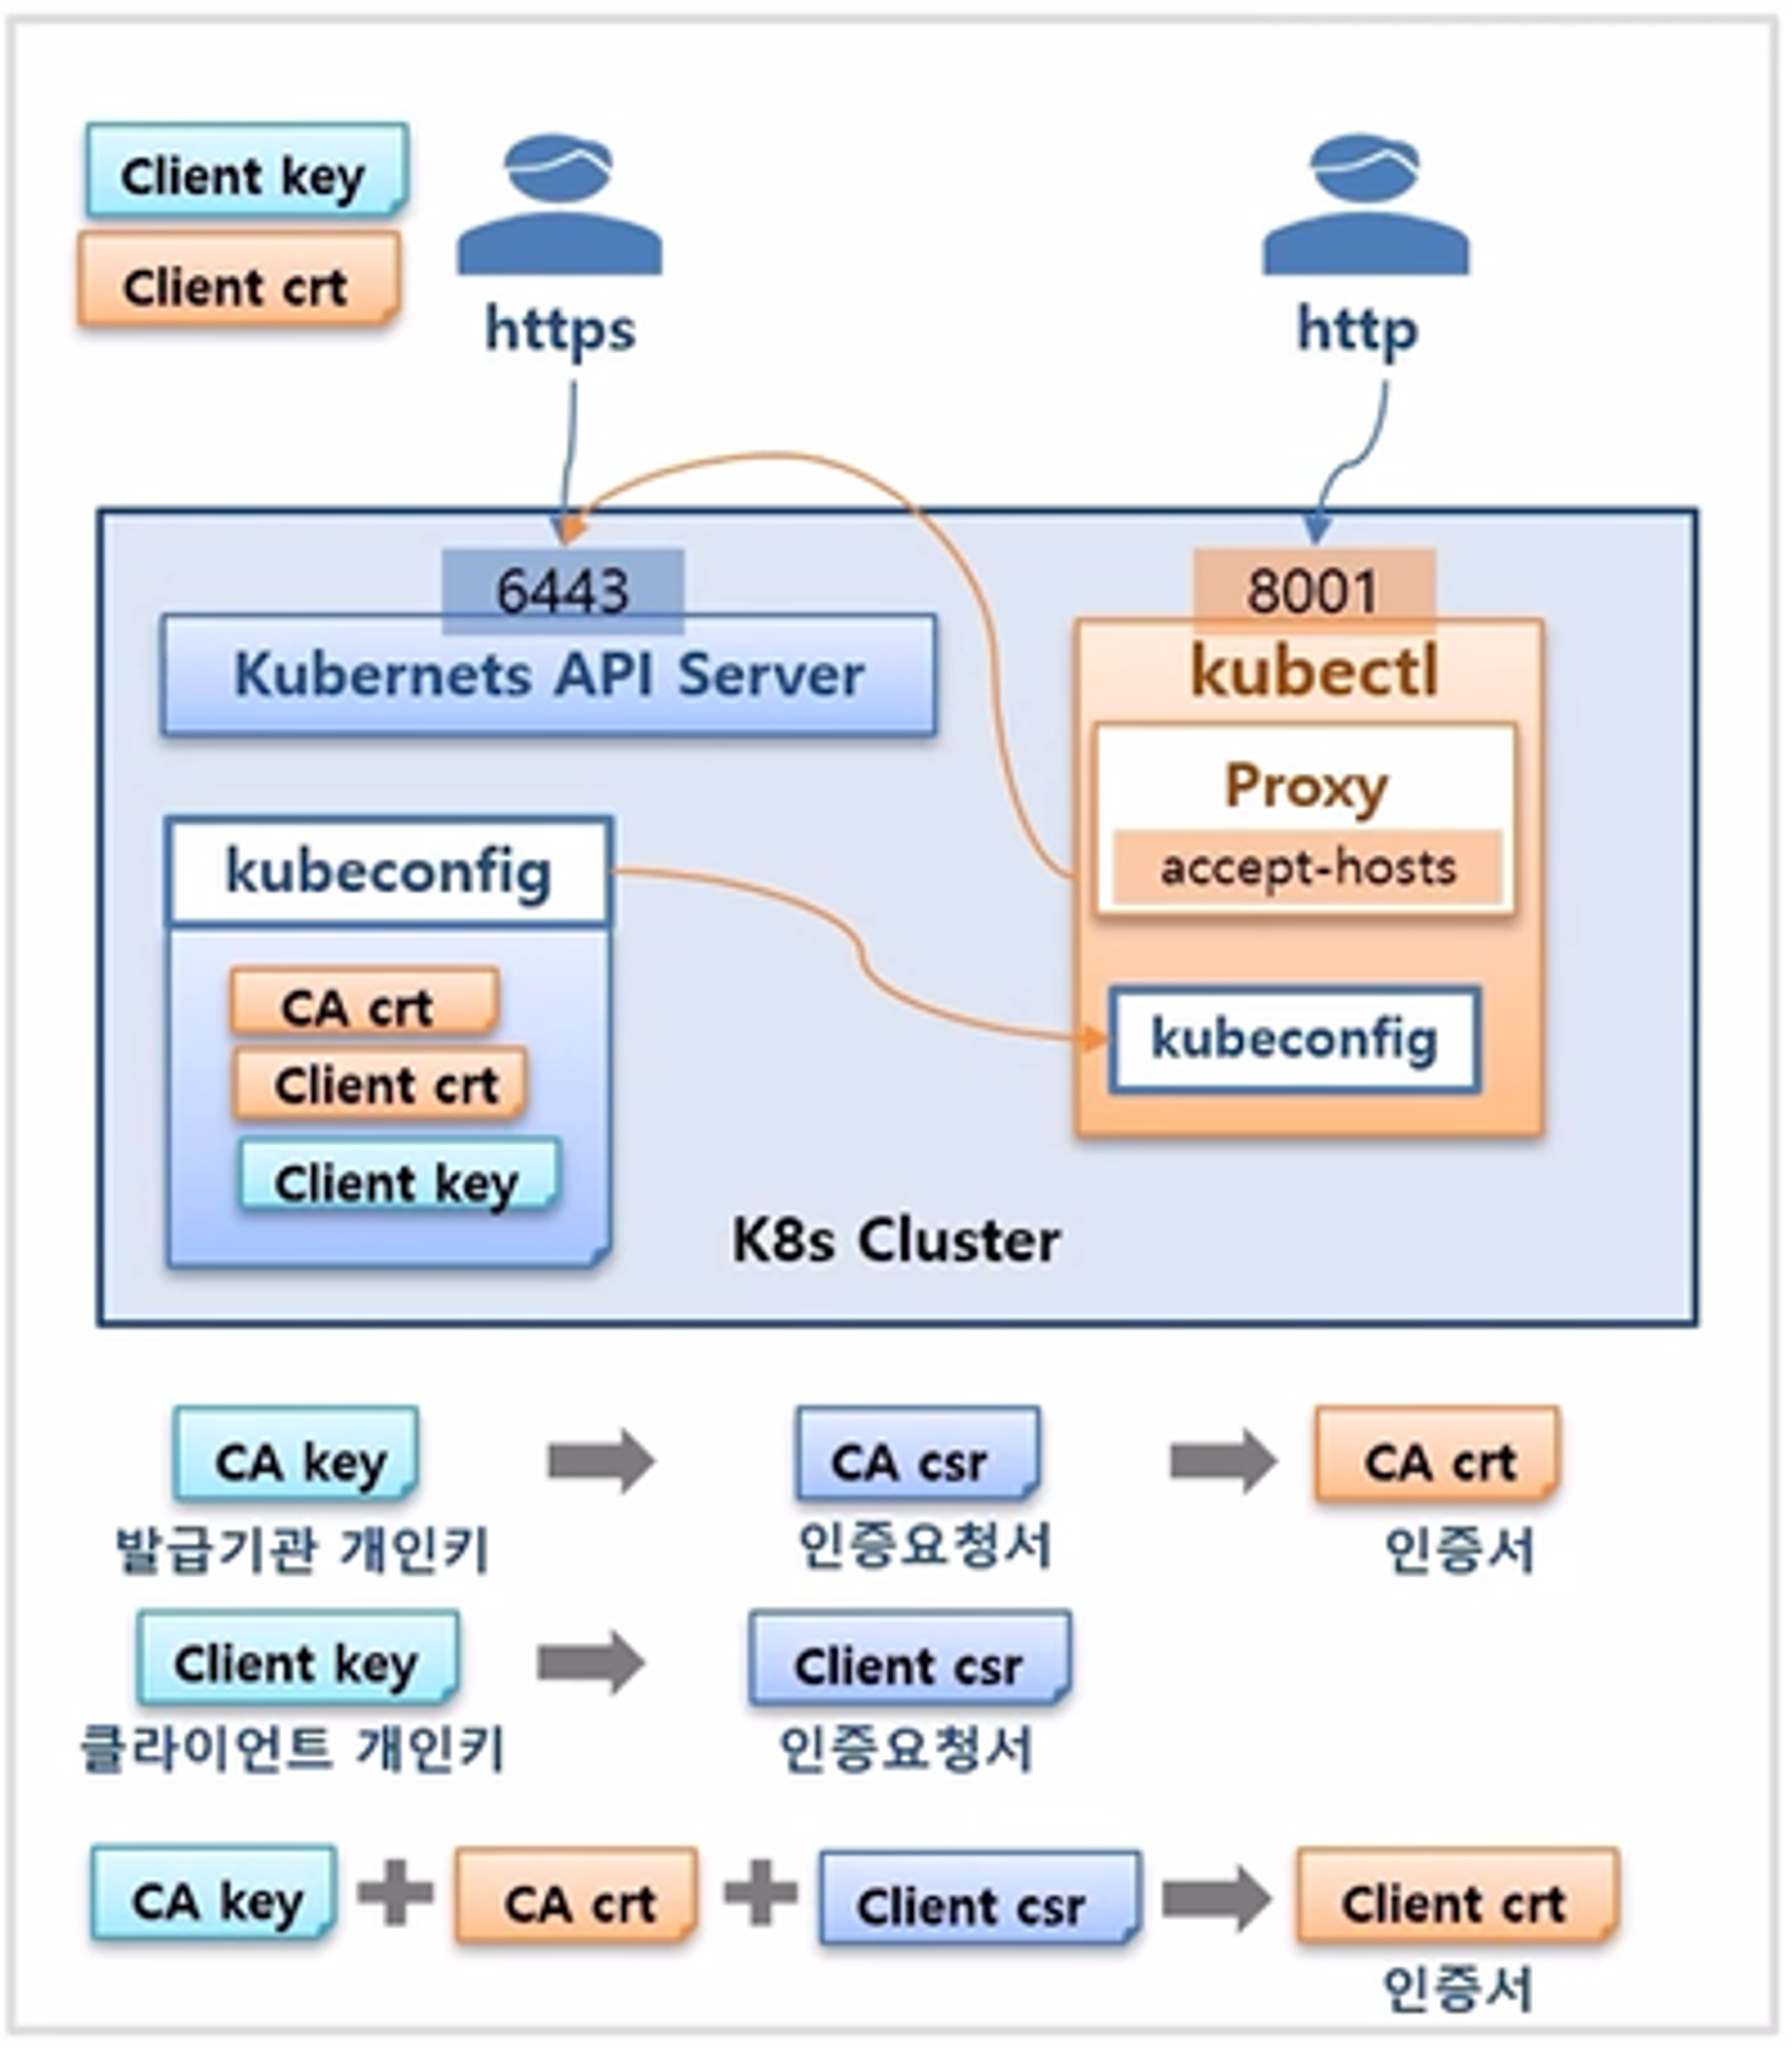 Client key
Client crt
https
http
6443
8001
Kubernets API Server
kubectl
Proxy
accept-hosts
kubeconfig
kubeconfig
CA crt
Client crt
Client key
K8s Cluster
CA key
CA csr
CA crt
발급기관 개인키
인증요청서
인증서
Client key
Client csr
클라이언트 개인키
인증요청서
CA key
CA crt
Client csr
Client crt
인증서